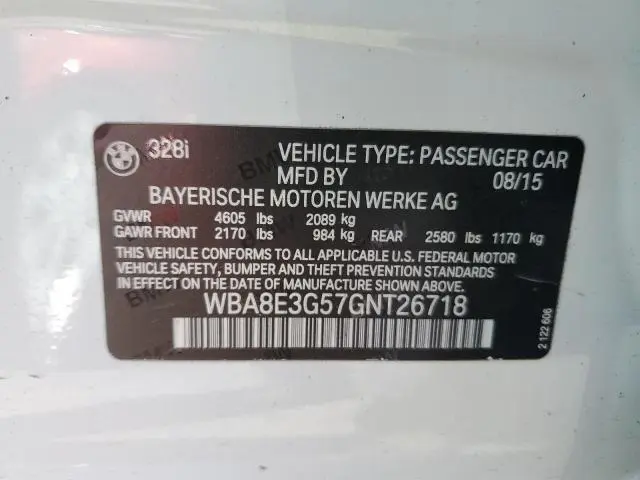 328i VEHICLE TYPE: PASSENGER CAR
MFD BY 08/15
BAYERISCHE MOTOREN WERKE AG
GVWR 4605 lbs 2089 kg
GAWR FRONT 2170 lbs 984 kg REAR 2580 lbs 1170 kg
THIS VEHICLE CONFORMS TO ALL APPLICABLE U.S. FEDERAL MOTOR
VEHICLE SAFETY, BUMPER AND THEFT PREVENTION STANDARDS
IN EFFECT ON THE DATE OF MANUFACTURE SHOWN ABOVE.
WBA8E3G57GNT26718
2 122 606